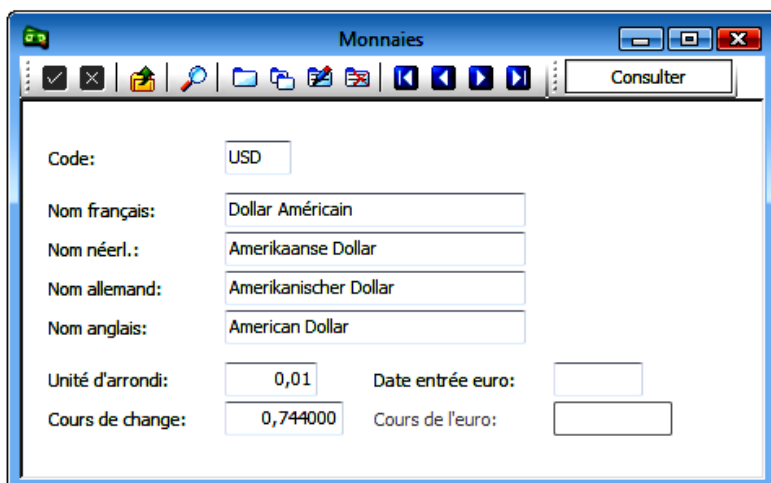 Monnaies
Consulter
Code: USD
Nom français: Dollar Américain
Nom néerl.: Amerikaanse Dollar
Nom allemand: Amerikanischer Dollar
Nom anglais: American Dollar
Unité d'arrondi: 0,01 Date entrée euro:
Cours de change: 0,744000 Cours de l'euro: